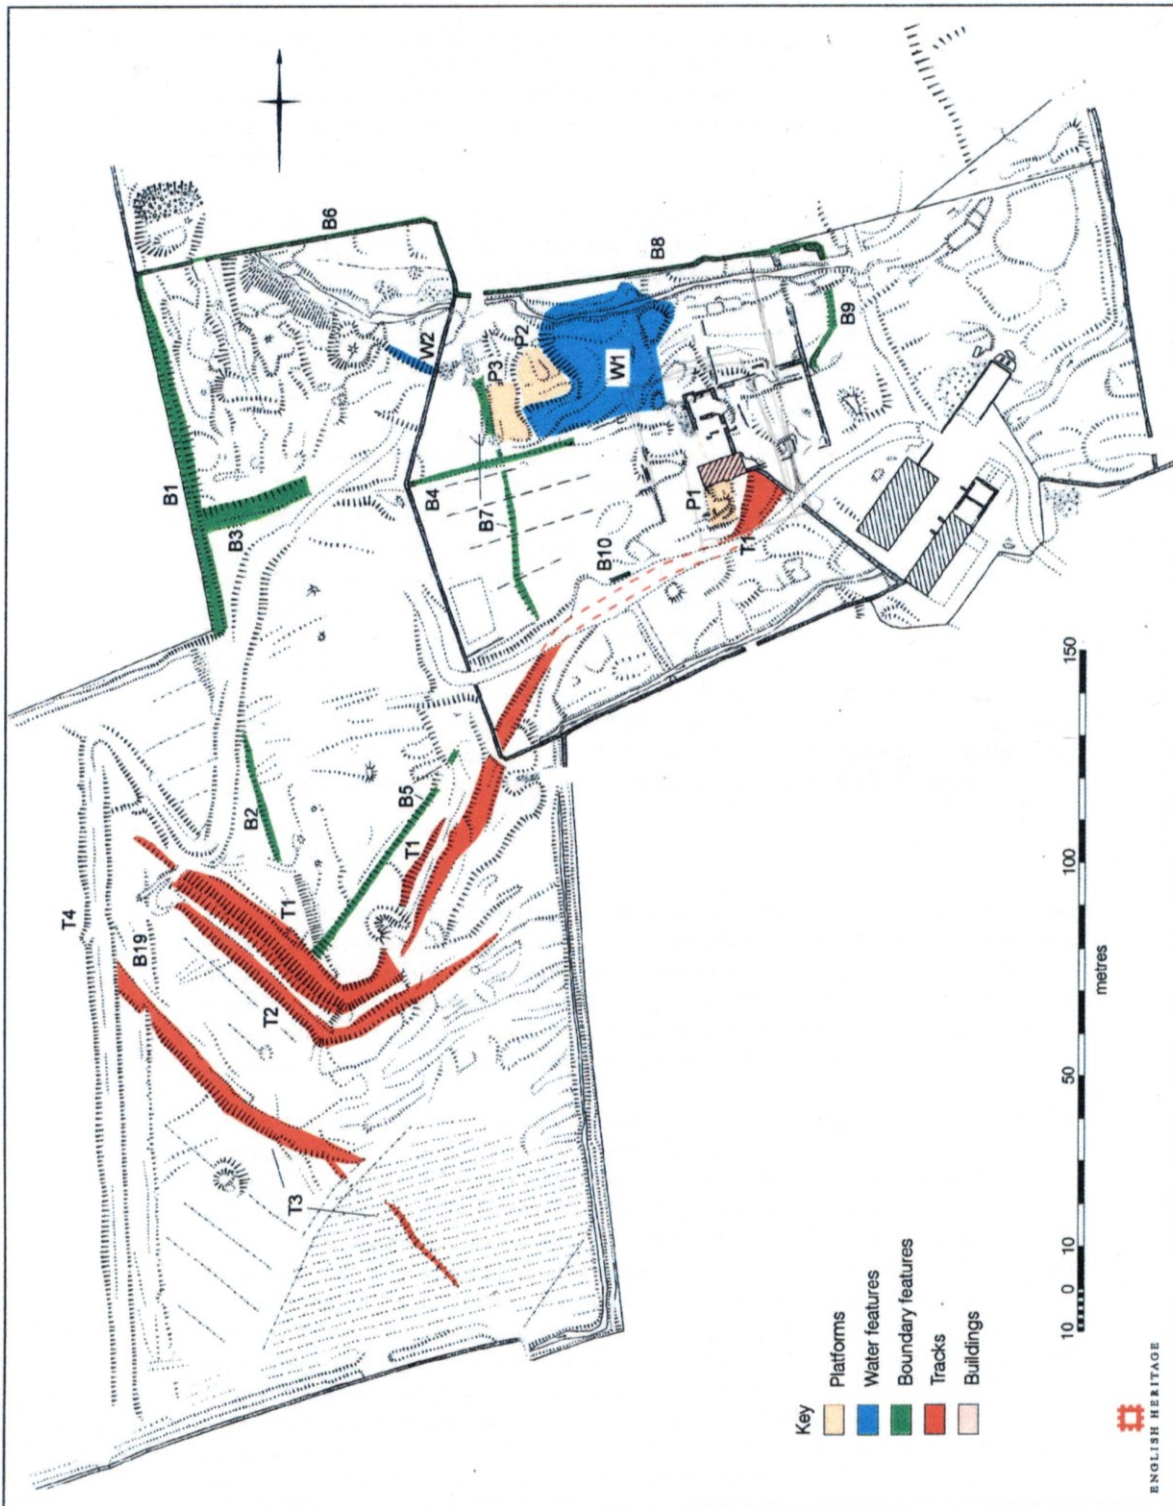 B1
B6
B3
W2
P2
P3
B8
W1
B9
B4
B7
P1
B10
T1
B2
B5
T1
T1
T4
B19
T2
T3
Key
Platforms
Water features
Boundary features
Tracks
Buildings
10 0 10 50 100 150
metres
ENGLISH HERITAGE